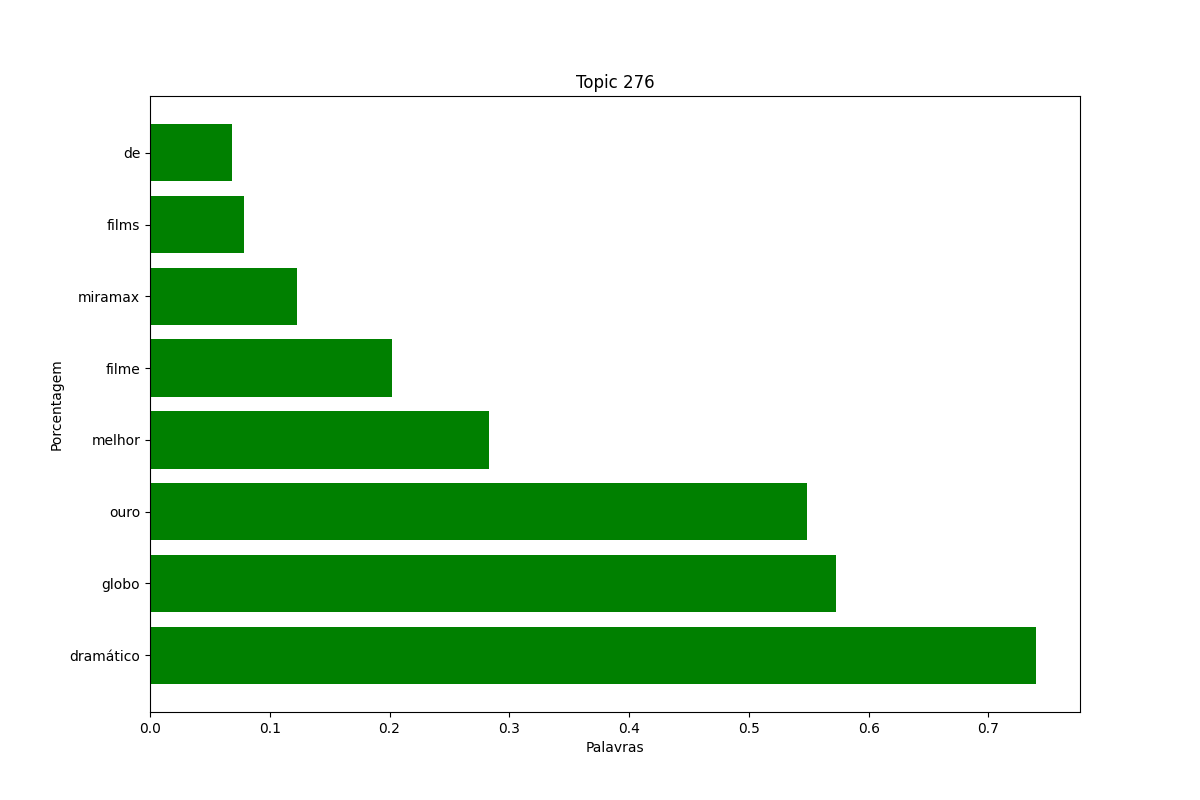 Topic 276
de
films
miramax
filme
melhor
ouro
globo
dramático
Porcentagem
0.0 0.1 0.2 0.3 0.4 0.5 0.6 0.7
Palavras